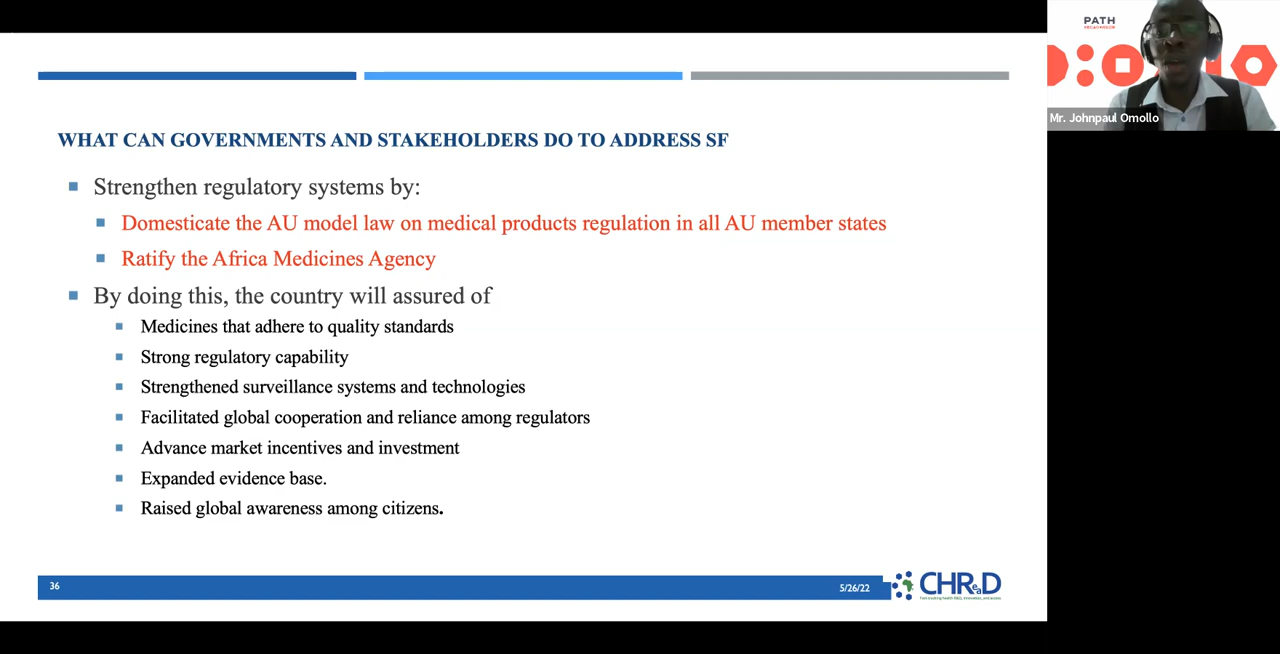 PATH
Mr. Johnpaul Omollo
WHAT CAN GOVERNMENTS AND STAKEHOLDERS DO TO ADDRESS SF
Strengthen regulatory systems by:
Domesticate the AU model law on medical products regulation in all AU member states
Ratify the Africa Medicines Agency
By doing this, the country will assured of
Medicines that adhere to quality standards
Strong regulatory capability
Strengthened surveillance systems and technologies
Facilitated global cooperation and reliance among regulators
Advance market incentives and investment
Expanded evidence base.
Raised global awareness among citizens.
36
5/26/22
CHReaD